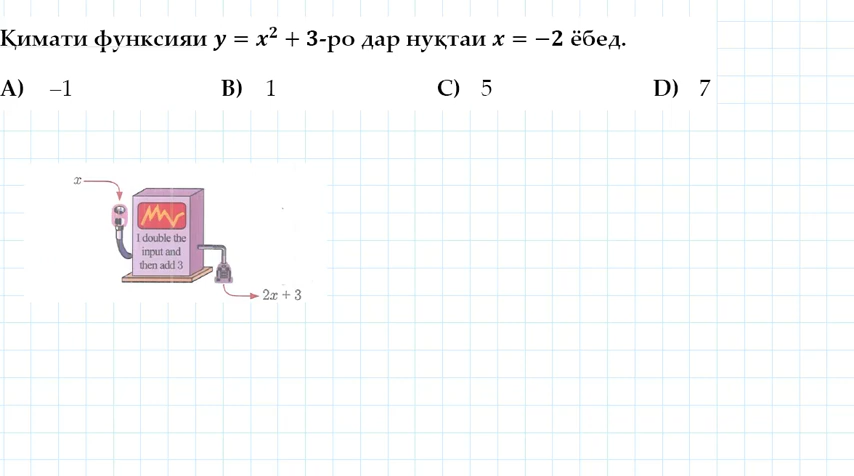 Қимати функсияи y = x² + 3-ро дар нуқтаи x = −2 ёбед.
A) –1 B) 1 C) 5 D) 7
x
I double the
input and
then add 3
2x + 3